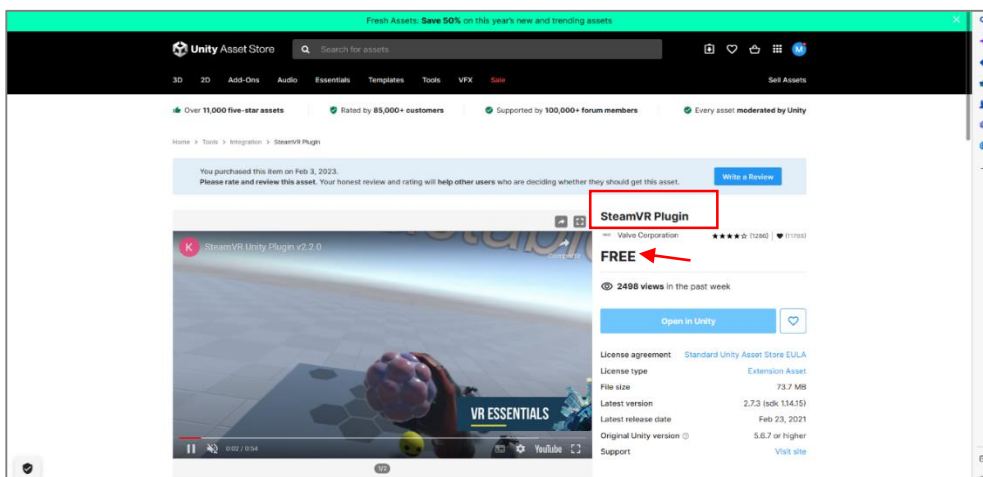 Fresh Assets: Save 50% on this year's new and trending assets
Unity Asset Store
Search for assets
M
3D 2D Add-Ons Audio Essentials Templates Tools VFX Sale
Sell Assets
Over 11,000 five-star assets
Rated by 85,000+ customers
Supported by 100,000+ forum members
Every asset moderated by Unity
Home > Tools > Integration > SteamVR Plugin
You purchased this item on Feb 3, 2023.
Please rate and review this asset. Your honest review and rating will help other users who are deciding whether they should get this asset.
Write a Review
K SteamVR Unity Plugin v2.2.0
Compartir
VR ESSENTIALS
0:02 / 0:54
YouTube
1/2
SteamVR Plugin
Valve Corporation
(1286)
FREE
2498 views in the past week
Open in Unity
License agreement Standard Unity Asset Store EULA
License type Extension Asset
File size 73.7 MB
Latest version 2.7.3 (sdk 1.14.15)
Latest release date Feb 23, 2021
Original Unity version 5.6.7 or higher
Support Visit site